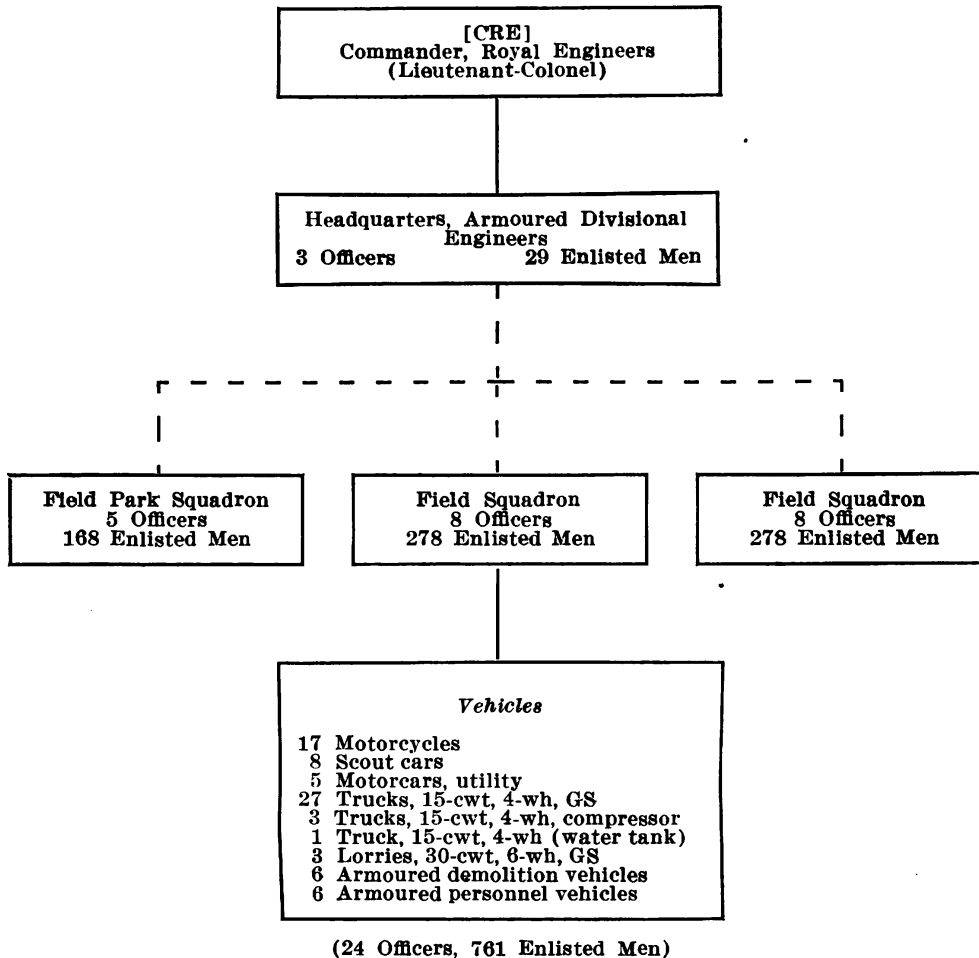 [CRE]
Commander, Royal Engineers
(Lieutenant-Colonel)
Headquarters, Armoured Divisional
Engineers
3 Officers 29 Enlisted Men
Field Park Squadron
5 Officers
168 Enlisted Men
Field Squadron
8 Officers
278 Enlisted Men
Field Squadron
8 Officers
278 Enlisted Men
Vehicles
17 Motorcycles
8 Scout cars
5 Motorcars, utility
27 Trucks, 15-cwt, 4-wh, GS
3 Trucks, 15-cwt, 4-wh, compressor
1 Truck, 15-cwt, 4-wh (water tank)
3 Lorries, 30-cwt, 6-wh, GS
6 Armoured demolition vehicles
6 Armoured personnel vehicles
(24 Officers, 761 Enlisted Men)